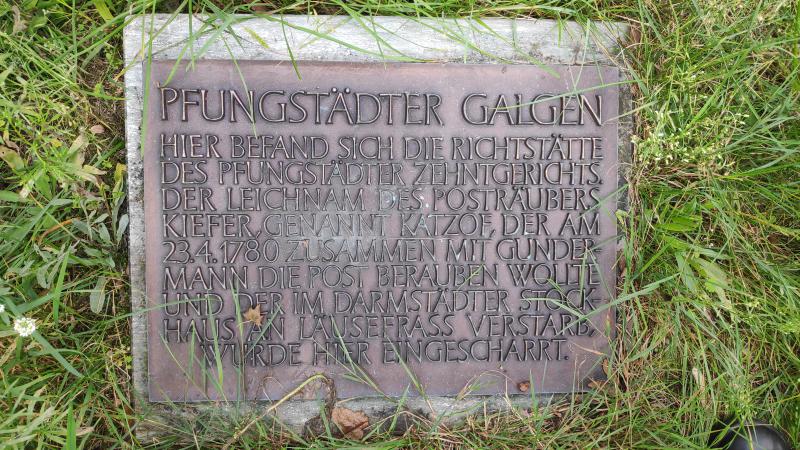 PFUNGSTÄDTER GALGEN
HIER BEFAND SICH DIE RICHTSTÄTTE
DES PFUNGSTÄDTER ZEHNTGERICHTS.
DER LEICHNAM DES POSTRÄUBERS
KIEFER, GENANNT KATZOF, DER AM
23.4.1780 ZUSAMMEN MIT GUNDER-
MANN DIE POST BERAUBEN WOLLTE
UND DER IM DARMSTÄDTER STOCK-
HAUS AN LÄUSEFRASS VERSTARB,
WURDE HIER EINGESCHARRT.